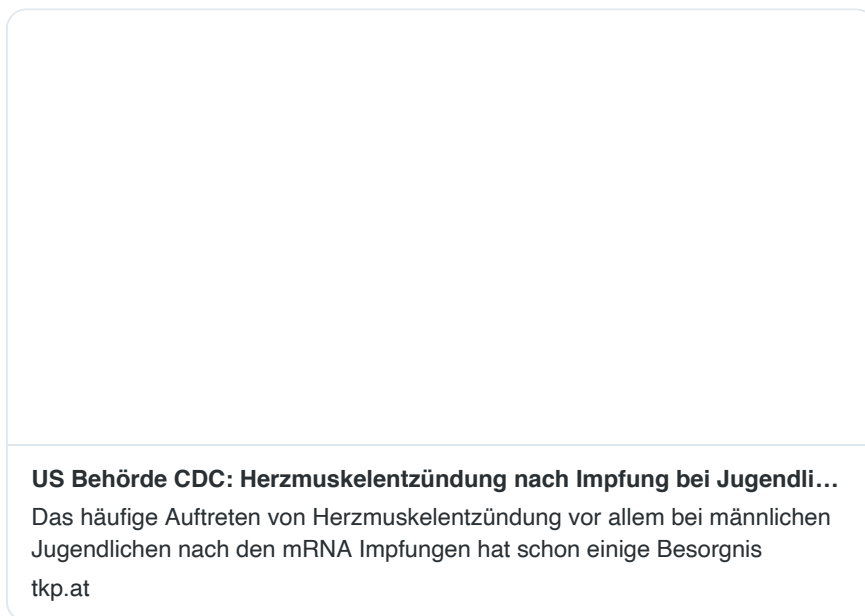 US Behörde CDC: Herzmuskelentzündung nach Impfung bei Jugendli…
Das häufige Auftreten von Herzmuskelentzündung vor allem bei männlichen
Jugendlichen nach den mRNA Impfungen hat schon einige Besorgnis
tkp.at